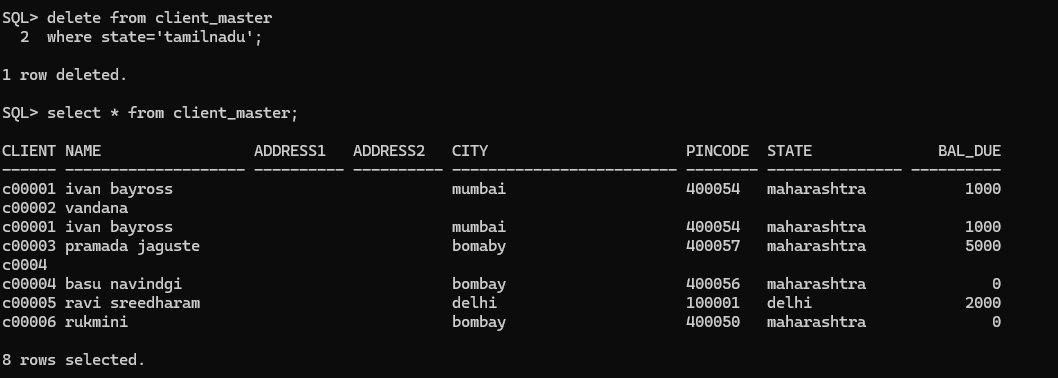 SQL> delete from client_master
  2  where state='tamilnadu';

1 row deleted.

SQL> select * from client_master;

CLIENT NAME                 ADDRESS1   ADDRESS2   CITY                      PINCODE  STATE              BAL_DUE
------ -------------------- ---------- ---------- ------------------------- -------- --------------- ----------
c00001 ivan bayross                               mumbai                    400054   maharashtra           1000
c00002 vandana
c00001 ivan bayross                               mumbai                    400054   maharashtra           1000
c00003 pramada jaguste                            bomaby                    400057   maharashtra           5000
c0004
c00004 basu navindgi                              bombay                    400056   maharashtra              0
c00005 ravi sreedharam                            delhi                     100001   delhi                 2000
c00006 rukmini                                    bombay                    400050   maharashtra              0

8 rows selected.